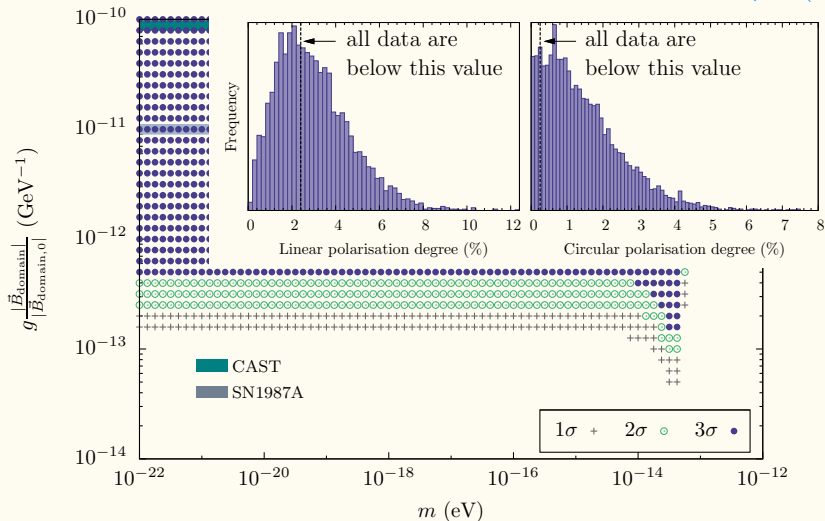 10⁻¹⁰
10⁻¹¹
10⁻¹²
10⁻¹³
10⁻¹⁴
g |B⃗domain| / |B⃗domain,0| (GeV⁻¹)
all data are
below this value
Frequency
0 2 4 6 8 10 12
Linear polarisation degree (%)
all data are
below this value
0 1 2 3 4 5 6 7 8
Circular polarisation degree (%)
CAST
SN1987A
1σ 2σ 3σ
10⁻²² 10⁻²⁰ 10⁻¹⁸ 10⁻¹⁶ 10⁻¹⁴ 10⁻¹²
m (eV)